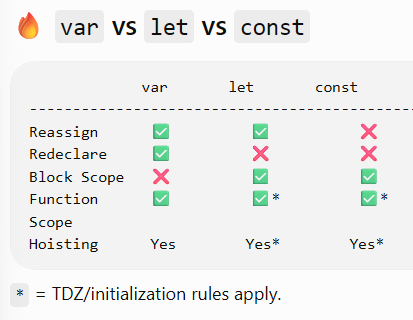 🔥 var vs let vs const
var let const
---------------------------------------------
Reassign ✅ ✅ ❌
Redeclare ✅ ❌ ❌
Block Scope ❌ ✅ ✅
Function ✅ ✅* ✅*
Scope
Hoisting Yes Yes* Yes*
* = TDZ/initialization rules apply.